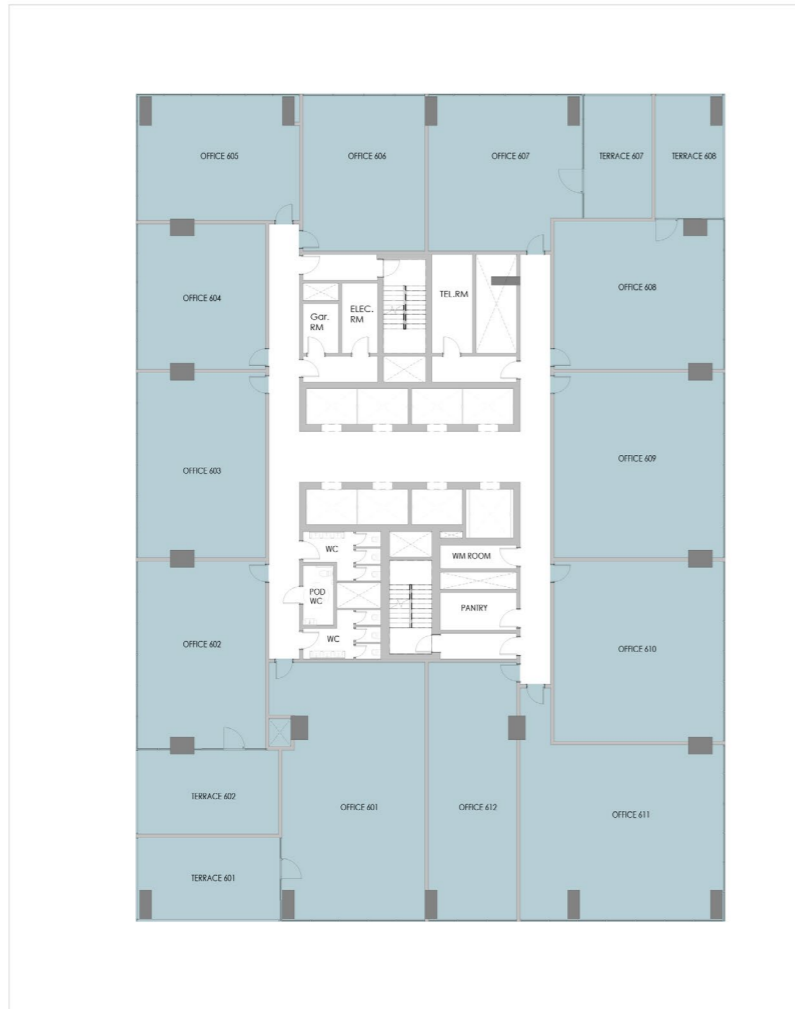 OFFICE 605
OFFICE 606
OFFICE 607
TERRACE 607
TERRACE 608
OFFICE 604
OFFICE 608
Gar.
RM
ELEC.
RM
TEL.RM
OFFICE 603
OFFICE 609
WC
WM ROOM
POD
WC
PANTRY
WC
OFFICE 602
OFFICE 610
TERRACE 602
OFFICE 601
OFFICE 612
OFFICE 611
TERRACE 601